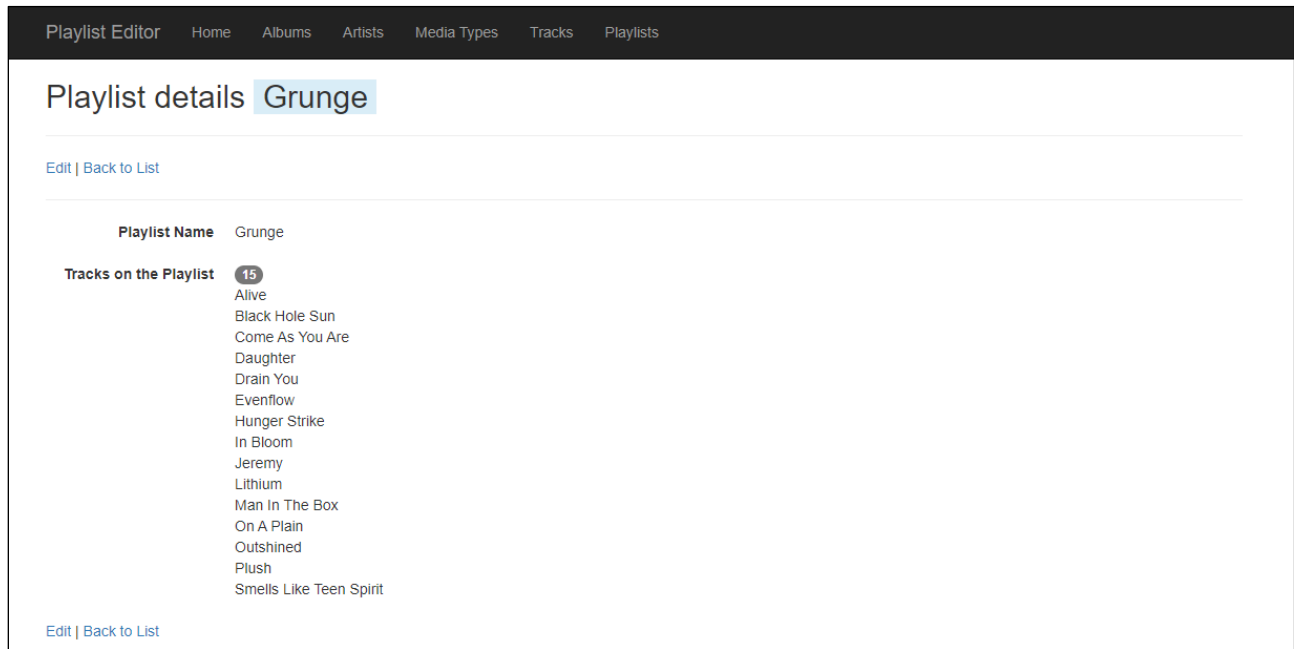 Playlist Editor Home Albums Artists Media Types Tracks Playlists
Playlist details Grunge
Edit | Back to List
Playlist Name Grunge
Tracks on the Playlist 15
Alive
Black Hole Sun
Come As You Are
Daughter
Drain You
Evenflow
Hunger Strike
In Bloom
Jeremy
Lithium
Man In The Box
On A Plain
Outshined
Plush
Smells Like Teen Spirit
Edit | Back to List